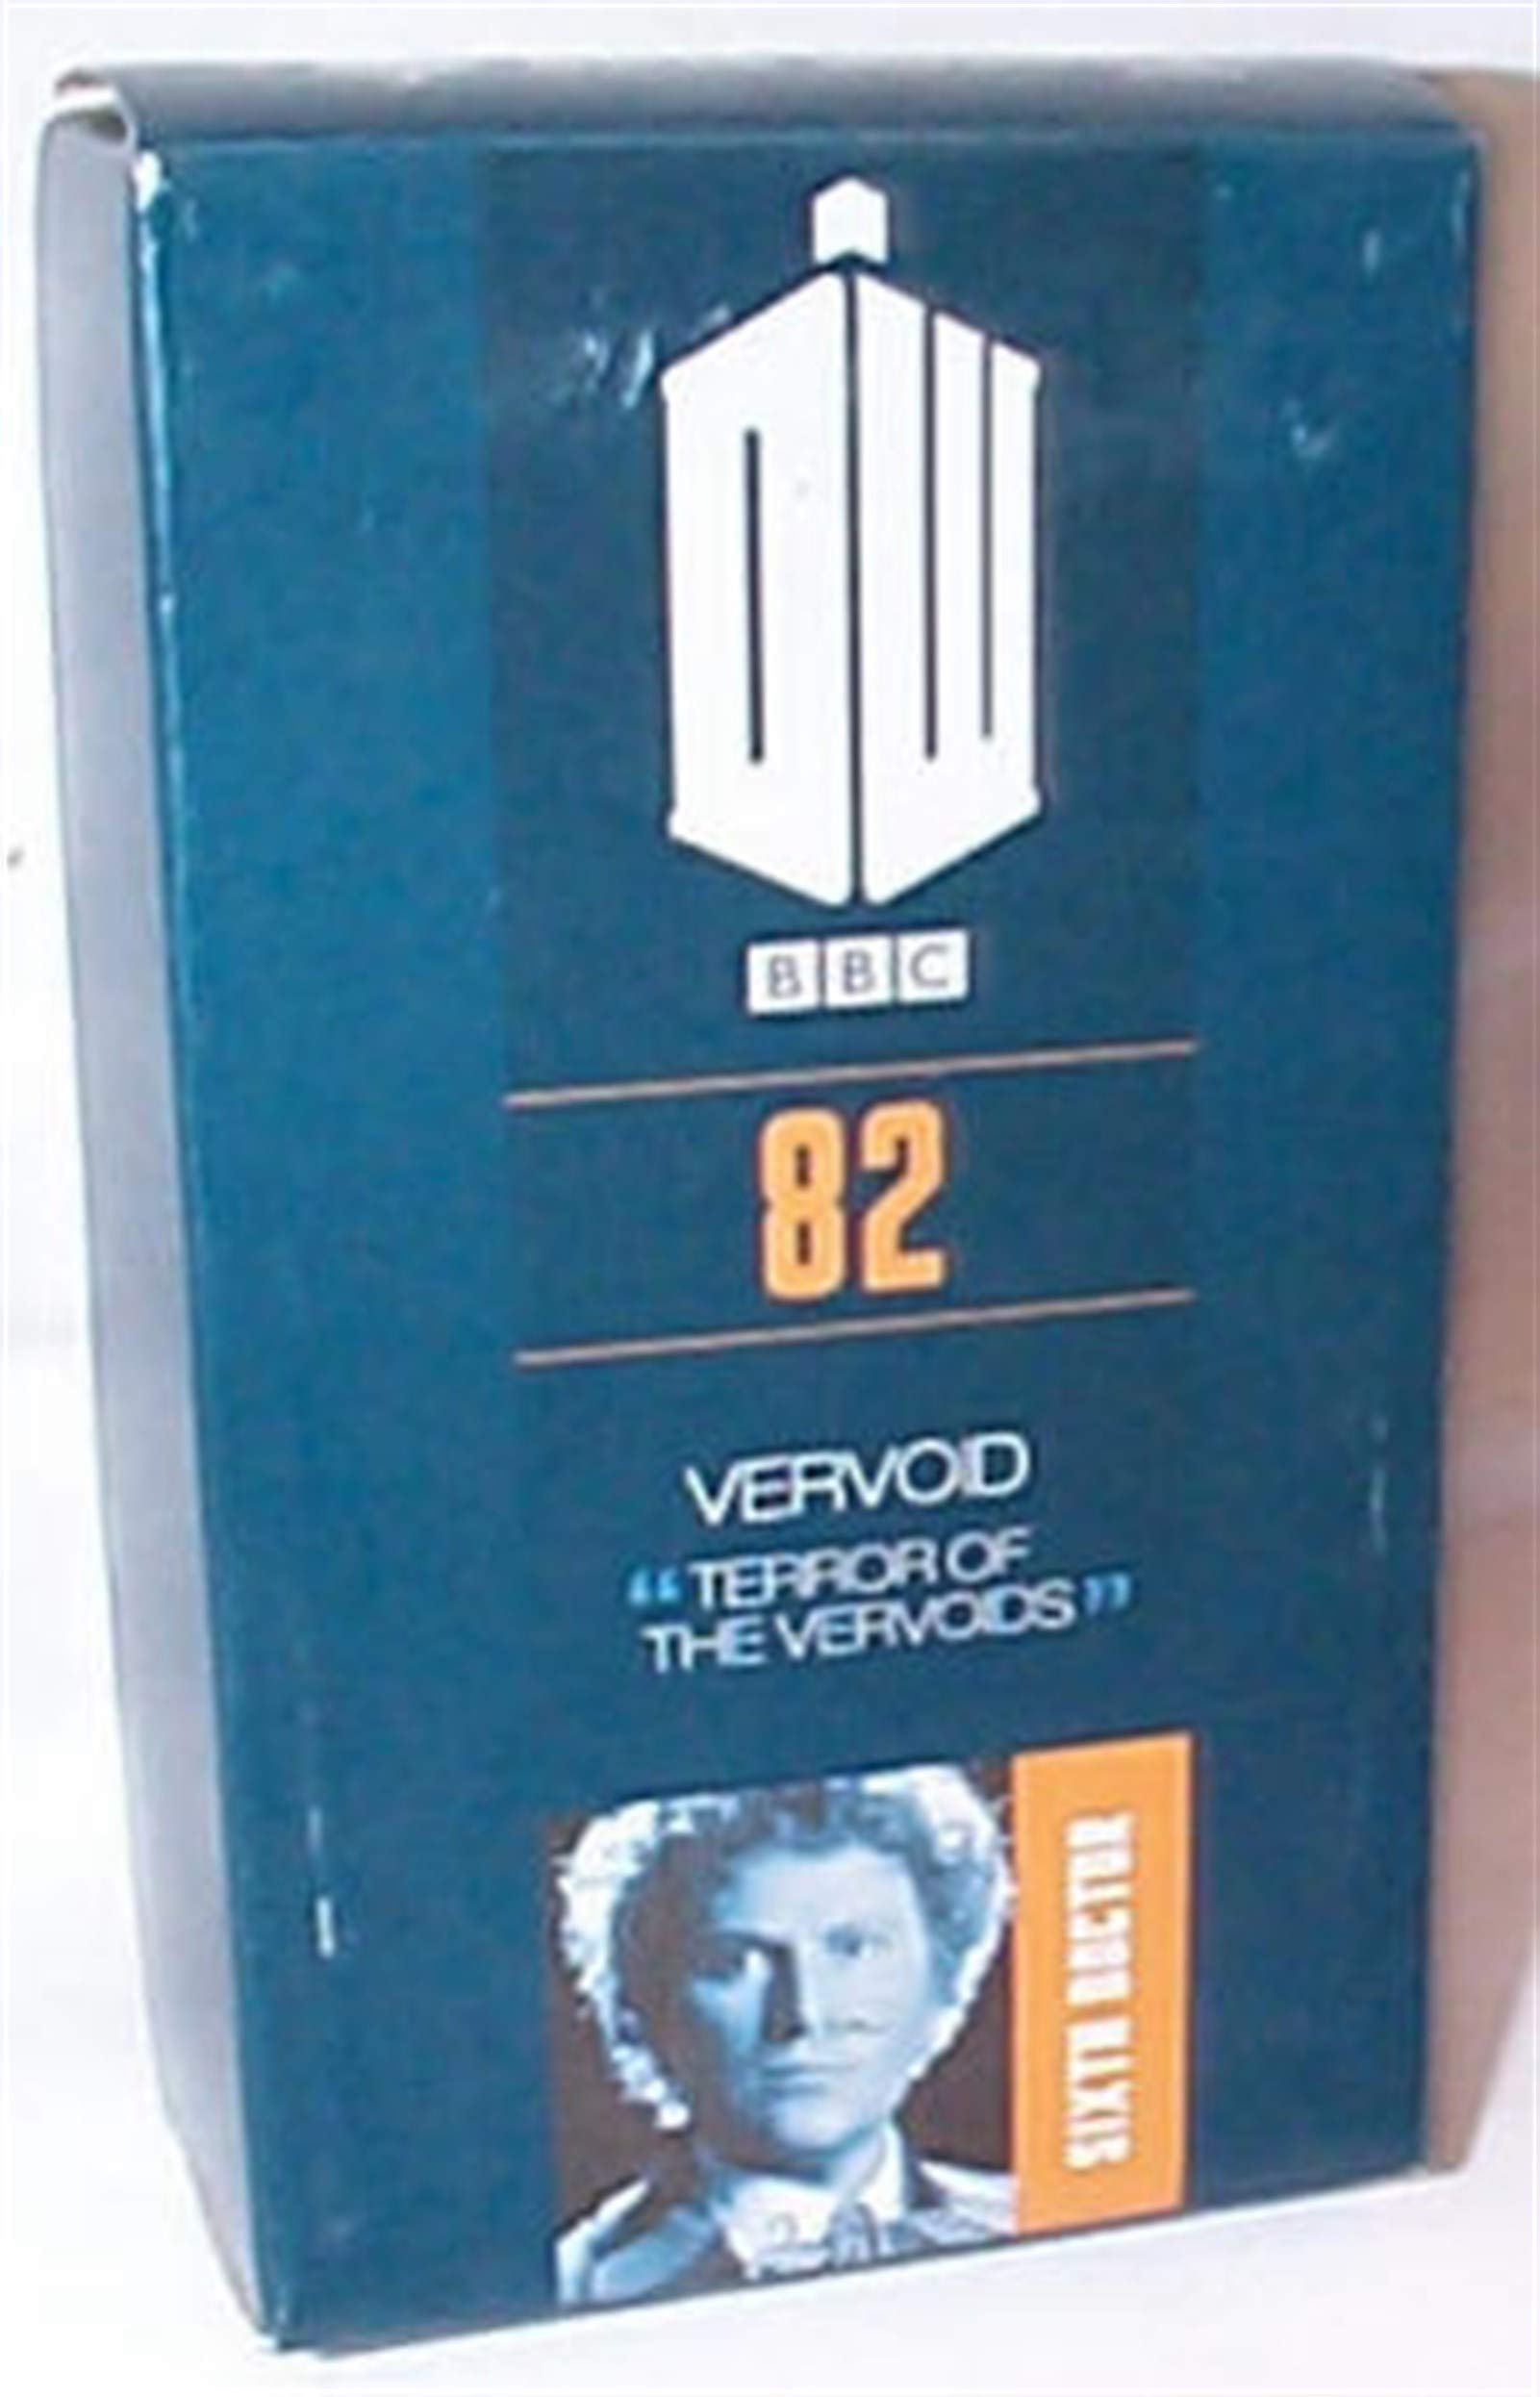 DW
BBC
82
VERVOID
“TERROR OF
THE VERVOIDS”
SIXTH DOCTOR